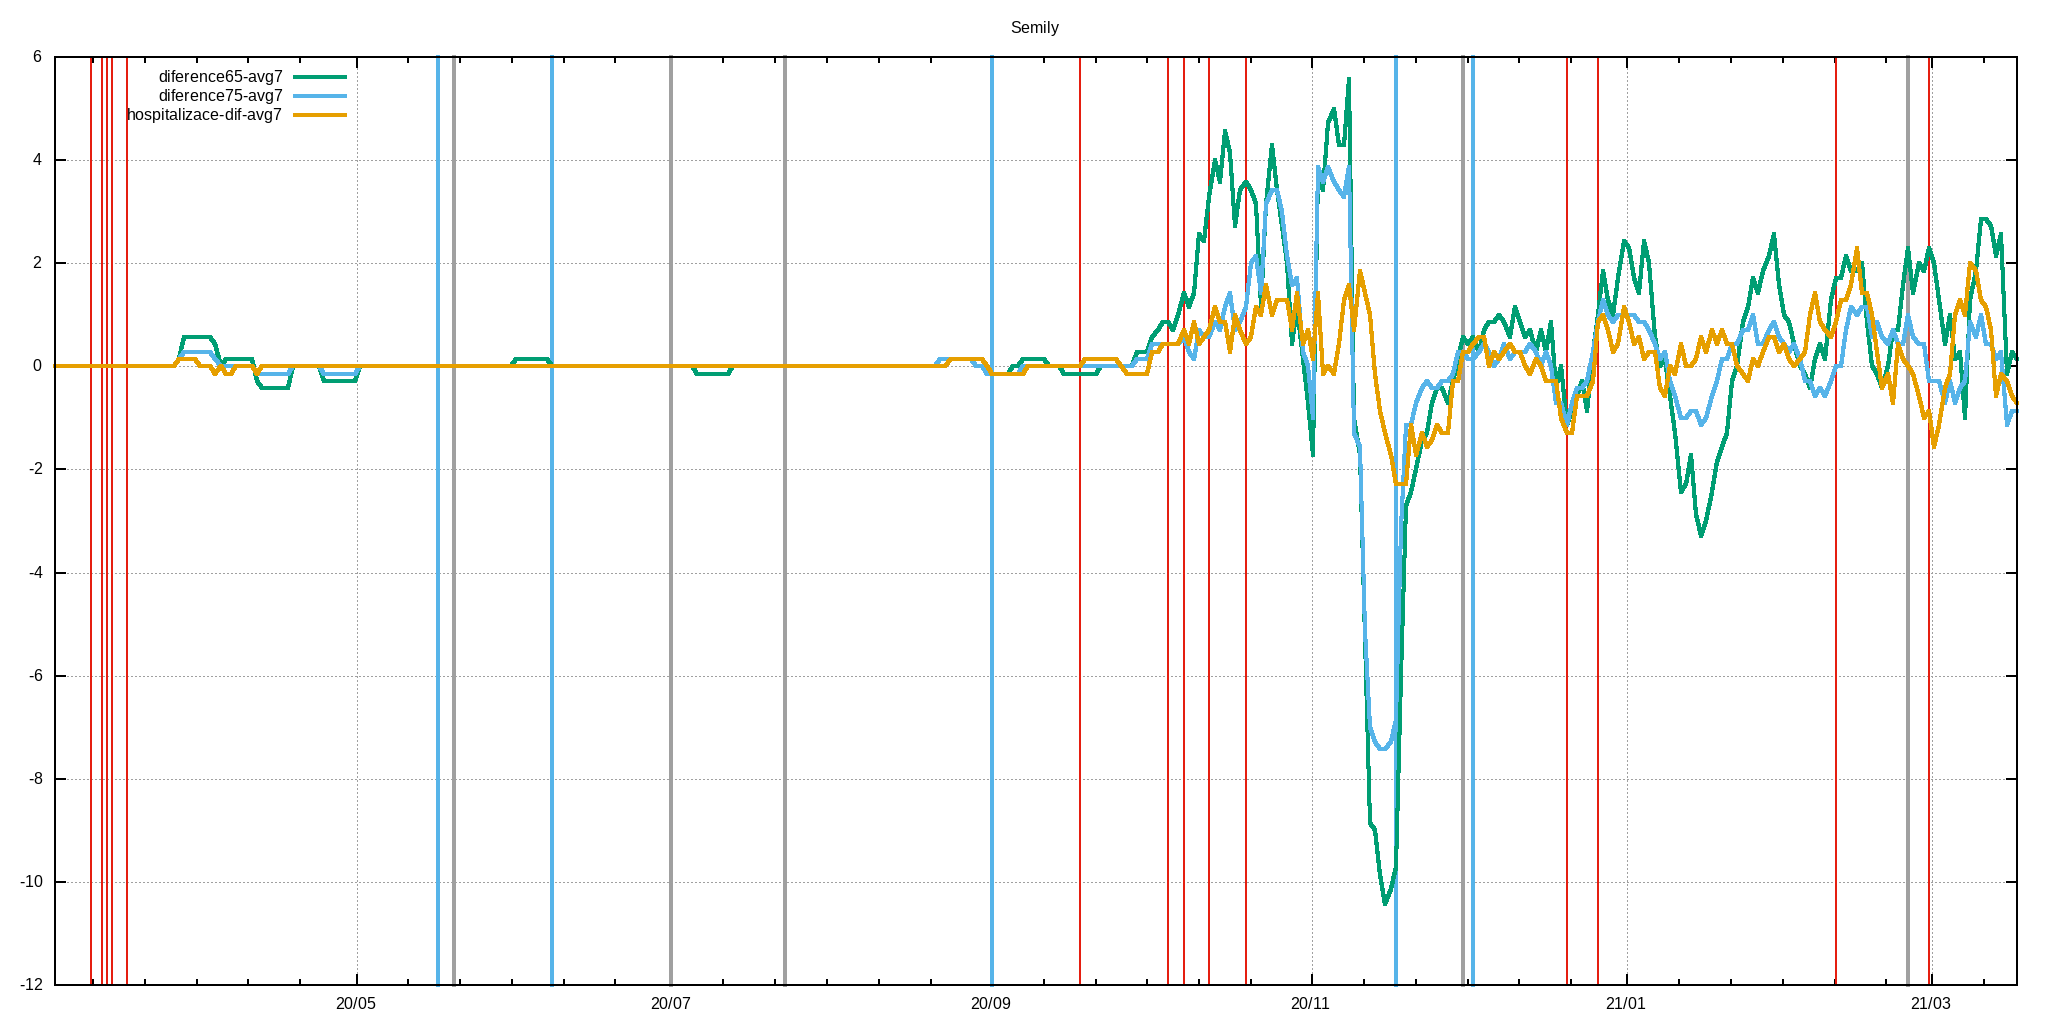 Semily
diference65-avg7
diference75-avg7
hospitalizace-dif-avg7
6
4
2
0
-2
-4
-6
-8
-10
-12
20/05 20/07 20/09 20/11 21/01 21/03